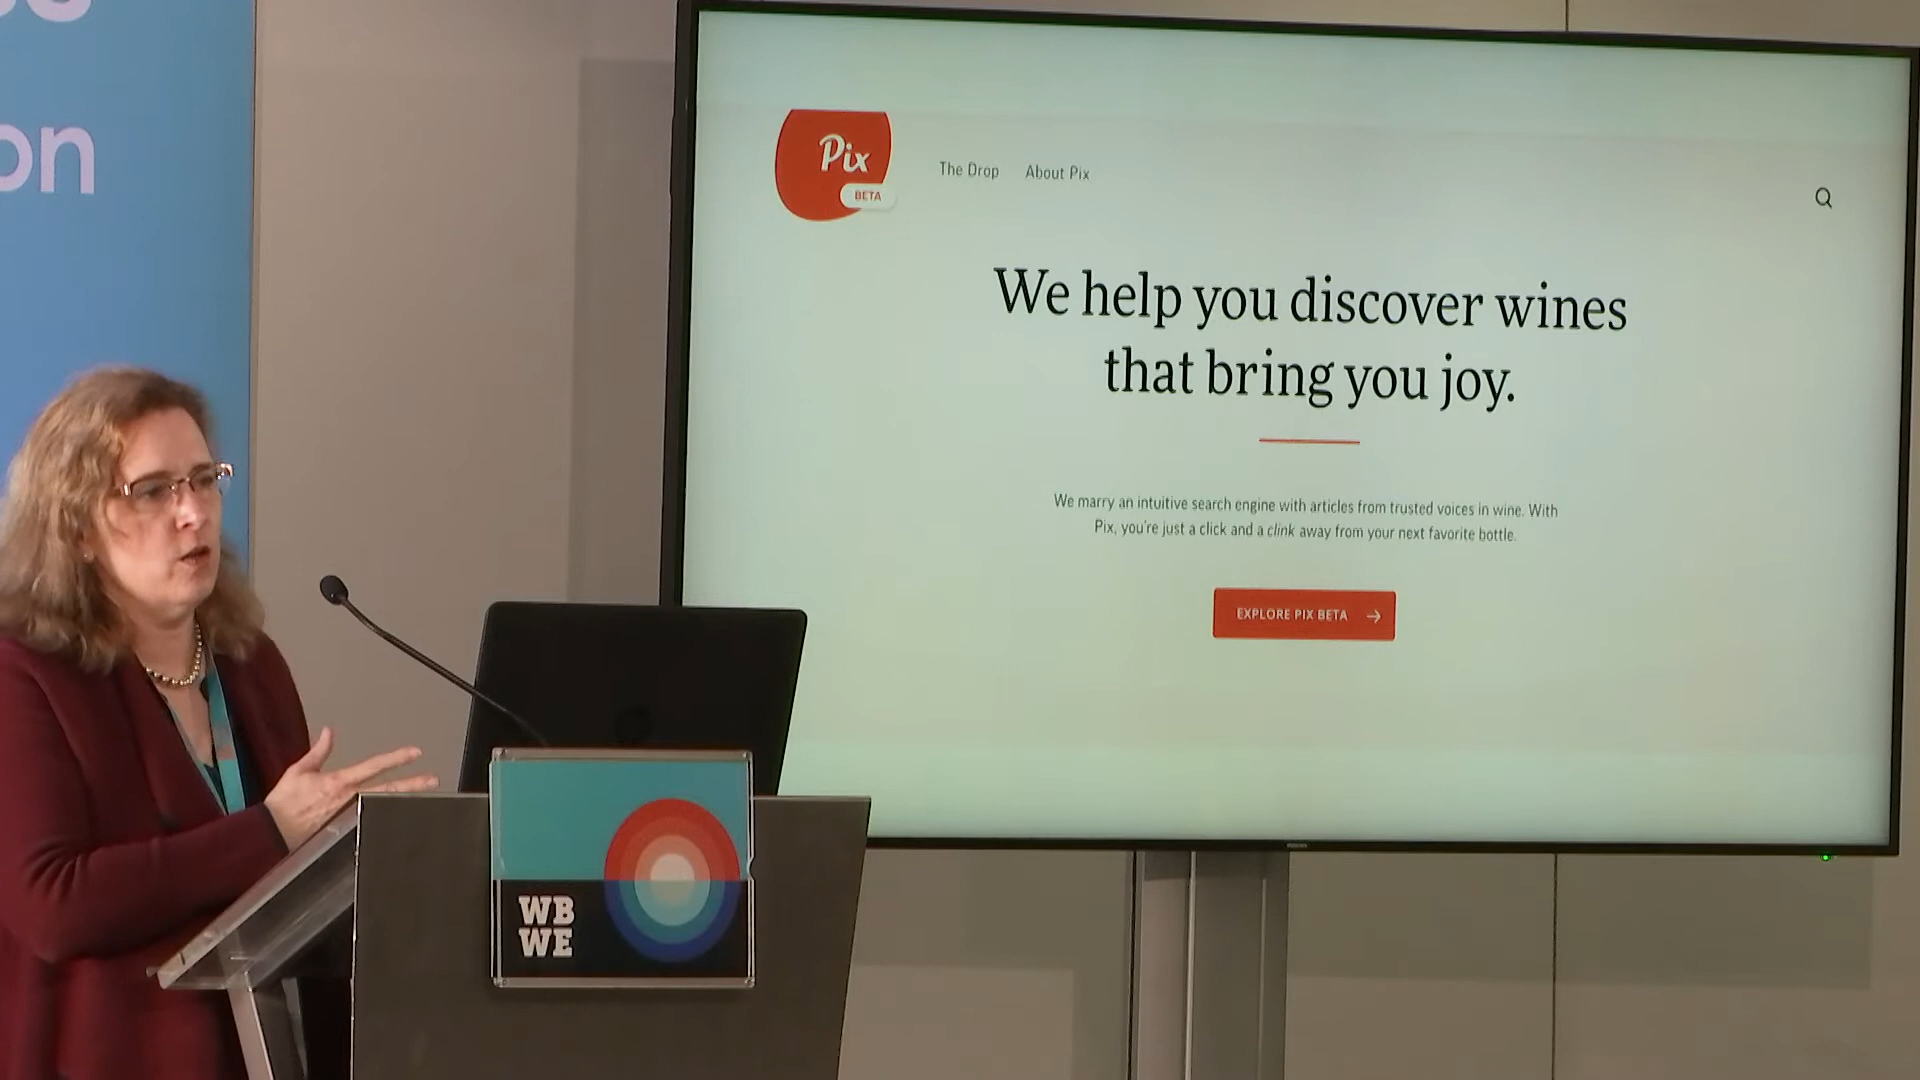 on
Pix
BETA
The Drop
About Pix
We help you discover wines
that bring you joy.
We marry an intuitive search engine with articles from trusted voices in wine. With
Pix, you're just a click and a clink away from your next favorite bottle.
EXPLORE PIX BETA →
WB
WE